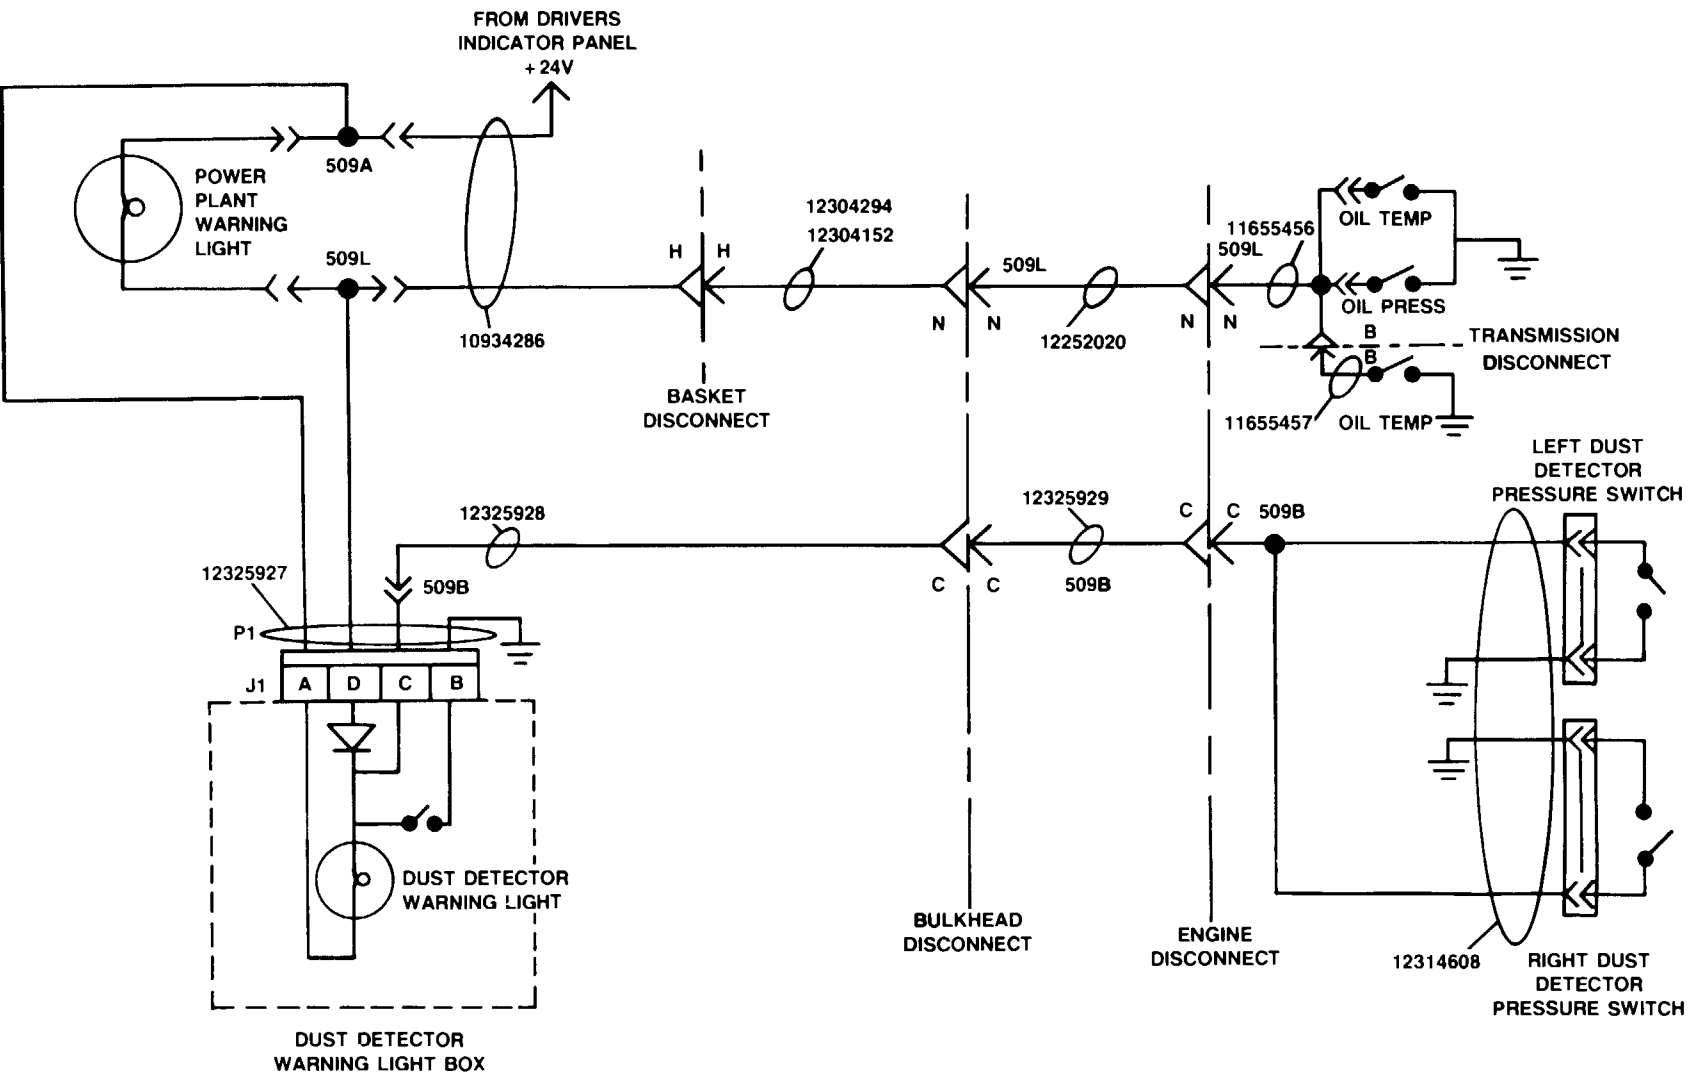 FROM DRIVERS
INDICATOR PANEL
+24V
509A
POWER
PLANT
WARNING
LIGHT
509L
10934286
H H
BASKET
DISCONNECT
12304294
12304152
509L
N N
12252020
11655456
509L
N N
OIL TEMP
OIL PRESS
B
B
TRANSMISSION
DISCONNECT
11655457
OIL TEMP
LEFT DUST
DETECTOR
PRESSURE SWITCH
12325928
12325929
C C
509B
C C
509B
12325927
509B
P1
J1
A D C B
DUST DETECTOR
WARNING LIGHT
BULKHEAD
DISCONNECT
ENGINE
DISCONNECT
12314608
RIGHT DUST
DETECTOR
PRESSURE SWITCH
DUST DETECTOR
WARNING LIGHT BOX